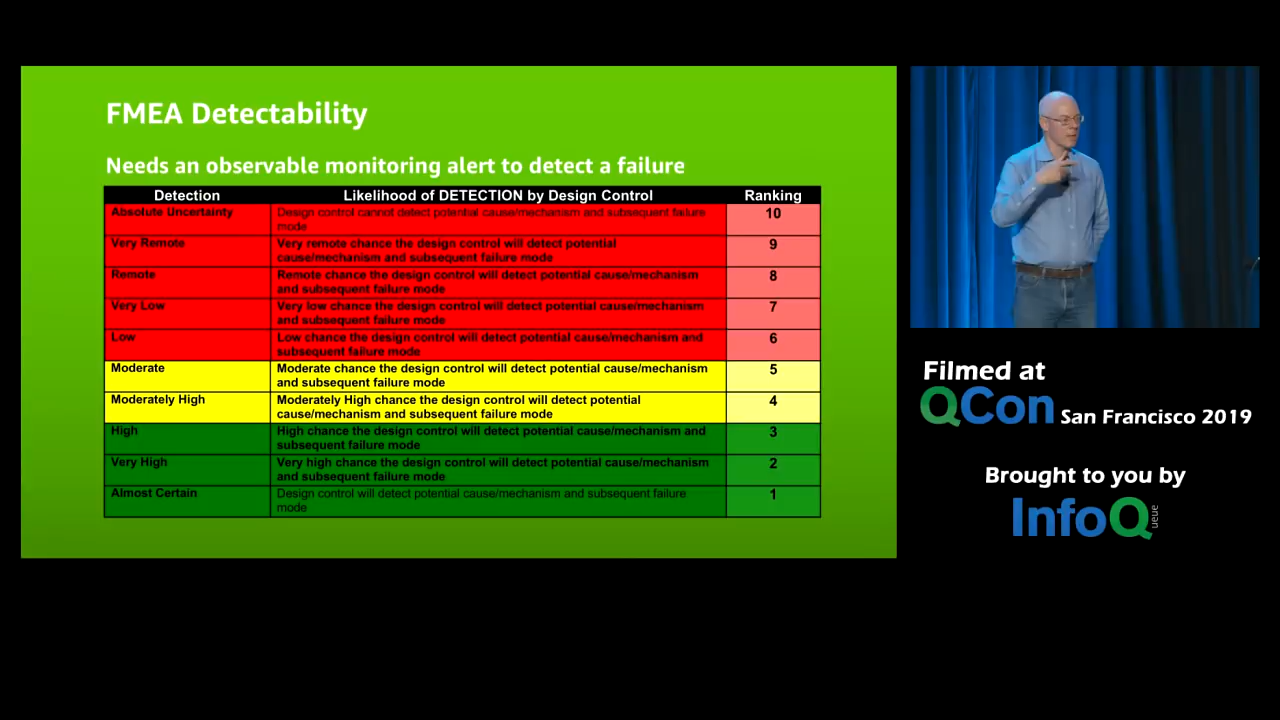 FMEA Detectability
Needs an observable monitoring alert to detect a failure
Detection Likelihood of DETECTION by Design Control Ranking
Absolute Uncertainty Design control cannot detect potential cause/mechanism and subsequent failure 10
mode
Very Remote Very remote chance the design control will detect potential 9
cause/mechanism and subsequent failure mode
Remote Remote chance the design control will detect potential cause/mechanism 8
and subsequent failure mode
Very Low Very low chance the design control will detect potential cause/mechanism 7
and subsequent failure mode
Low Low chance the design control will detect potential cause/mechanism and 6
subsequent failure mode
Moderate Moderate chance the design control will detect potential cause/mechanism 5
and subsequent failure mode
Moderately High Moderately High chance the design control will detect potential 4
cause/mechanism and subsequent failure mode
High High chance the design control will detect potential cause/mechanism and 3
subsequent failure mode
Very High Very high chance the design control will detect potential cause/mechanism 2
and subsequent failure mode
Almost Certain Design control will detect potential cause/mechanism and subsequent failure 1
mode
Filmed at
QCon San Francisco 2019
Brought to you by
InfoQ ueue